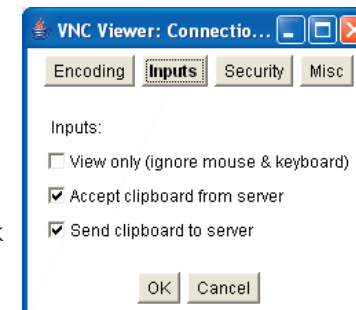 VNC Viewer: Connectio...
Encoding Inputs Security Misc
Inputs:
View only (ignore mouse & keyboard)
Accept clipboard from server
Send clipboard to server
OK Cancel